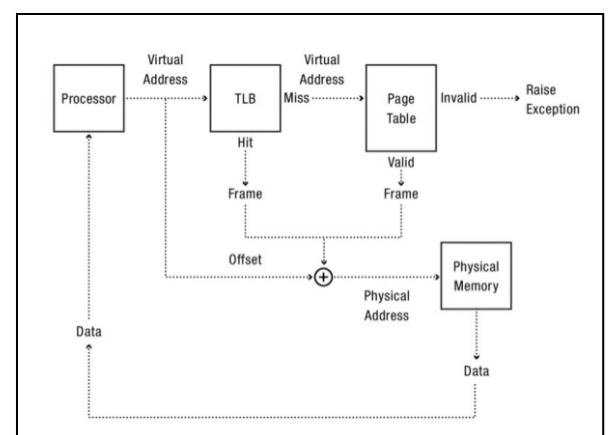 Virtual
Address
Virtual
Address
Processor
TLB
Miss
Page
Table
Invalid
Raise
Exception
Hit
Valid
Frame
Frame
Offset
Physical
Memory
Physical
Address
Data
Data